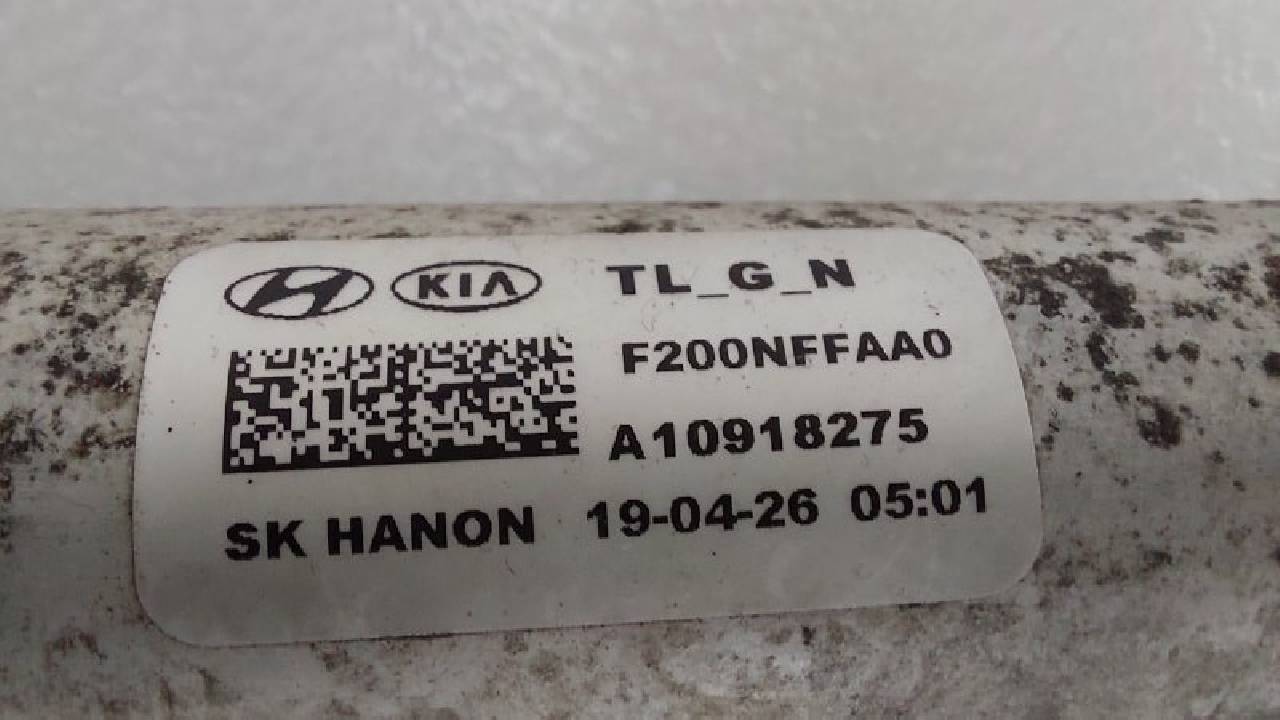 KIA TL_G_N
F200NFFAA0
A10918275
SK HANON 19-04-26 05:01